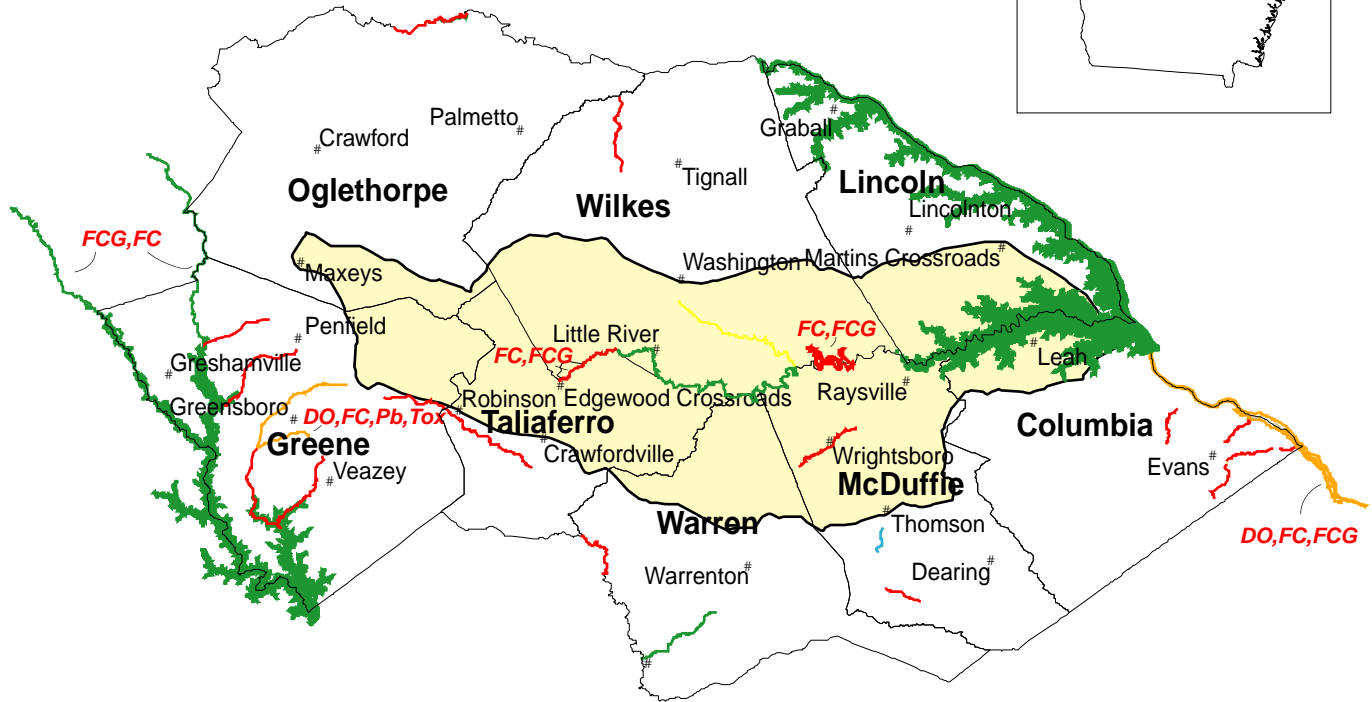 Graball
Palmetto
Crawford
Tignall
Oglethorpe
Lincoln
Wilkes
Lincolnton
FCG,FC
Washington
Martins Crossroads
Maxeys
Penfield
FC,FCG
Little River
Greshamville
FC,FCG
Leah
Raysville
Robinson
Edgewood Crossroads
Greensboro
DO,FC,Pb,Tox
Taliaferro
Columbia
Greene
Crawfordville
Wrightsboro
Evans
Veazey
McDuffie
Warren
Thomson
DO,FC,FCG
Warrenton
Dearing